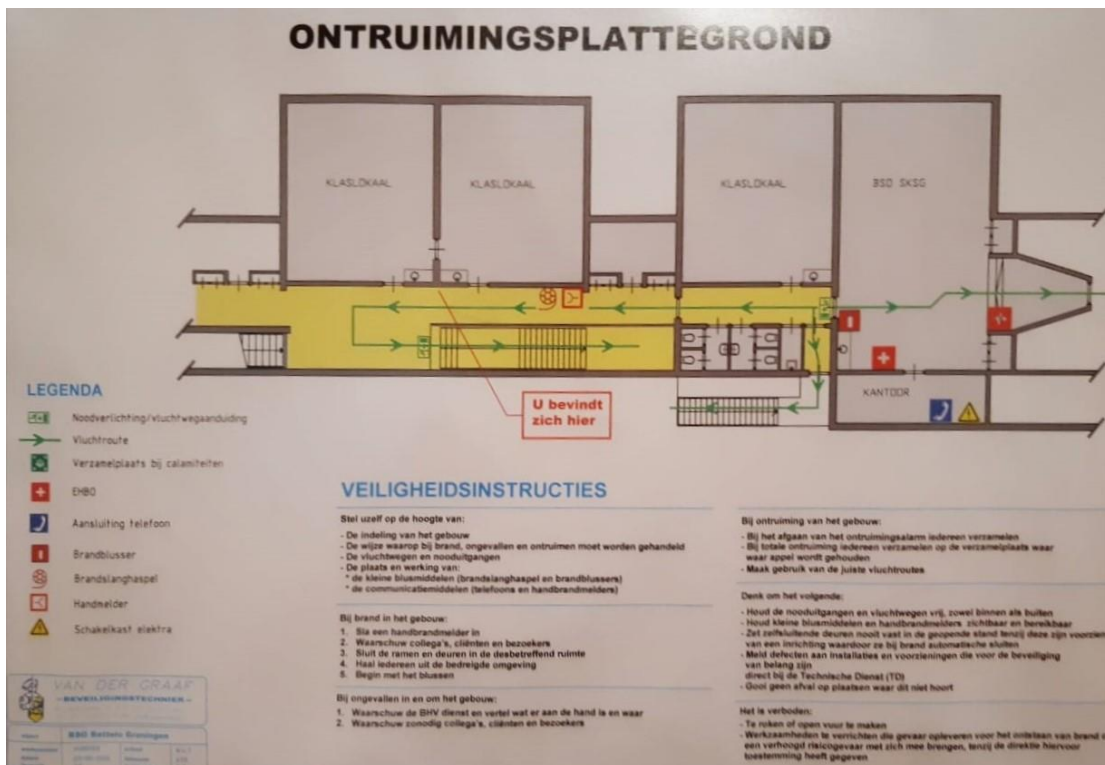 ONTRUIMINGSPLATTEGROND
KLASLOKAAL
KLASLOKAAL
KLASLOKAAL
BSO SKSG
KANTOOR
U bevindt
zich hier
LEGENDA
Noodverlichting/vluchtwegaanduiding
Vluchtroute
Verzamelplaats bij calamiteiten
EHBO
Aansluiting telefoon
Brandblusser
Brandslanghaspel
Handmelder
Schakelkast elektra
VAN DER GRAAF
BEVEILIGINGSTECHNIEK
VEILIGHEIDSINSTRUCTIES
Stel uzelf op de hoogte van:
- De indeling van het gebouw
- De wijze waarop bij brand, ongevallen en ontruimen moet worden gehandeld
- De vluchtwegen en nooduitgangen
- De plaats en werking van:
* de kleine blusmiddelen (brandslanghaspel en brandblussers)
* de communicatiemiddelen (telefoons en handbrandmelders)
Bij brand in het gebouw:
1. Sla een handbrandmelder in
2. Waarschuw collega's, cliënten en bezoekers
3. Sluit de ramen en deuren in de desbetreffend ruimte
4. Haal iedereen uit de bedreigde omgeving
5. Begin met het blussen
Bij ongevallen in en om het gebouw:
1. Waarschuw de BHV dienst en vertel wat er aan de hand is en waar
2. Waarschuw zonodig collega's, cliënten en bezoekers
Bij ontruiming van het gebouw:
- Bij het afgaan van het ontruimingsalarm iedereen verzamelen
- Bij totale ontruiming iedereen verzamelen op de verzamelplaats waar
waar appel wordt gehouden
- Maak gebruik van de juiste vluchtroutes
Denk om het volgende:
- Houd de nooduitgangen en vluchtwegen vrij, zowel binnen als buiten
- Houd kleine blusmiddelen en handbrandmelders zichtbaar en bereikbaar
- Zet zelfsluitende deuren nooit vast in de geopende stand tenzij deze zijn voorzien
van een inrichting waardoor ze bij brand automatische sluiten
- Meld defecten aan installaties en voorzieningen die voor de beveiliging
van belang zijn
direct bij de Technische Dienst (TD)
- Gooi geen afval op plaatsen waar dit niet hoort
Het is verboden:
- Te roken of open vuur te maken
- Werkzaamheden te verrichten die gevaar opleveren voor het ontstaan van brand
een verhoogd risicogevaar met zich mee brengen, tenzij de direktie hiervoor
toestemming heeft gegeven